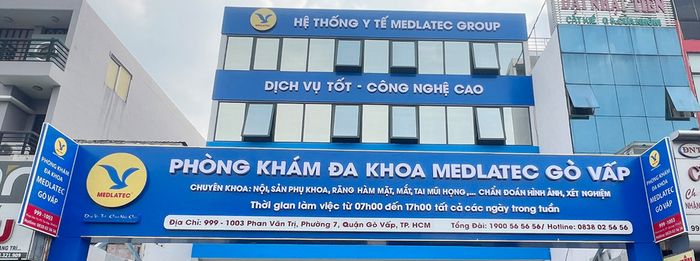 HỆ THỐNG Y TẾ MEDLATEC GROUP
DỊCH VỤ TỐT - CÔNG NGHỆ CAO
PHÒNG KHÁM ĐA KHOA MEDLATEC GÒ VẤP
CHUYÊN KHOA: NỘI, SẢN PHỤ KHOA, RĂNG HÀM MẶT, MẮT, TAI MŨI HỌNG ,... CHẨN ĐOÁN HÌNH ẢNH, XÉT NGHIỆM
Thời gian làm việc từ 07h00 đến 17h00 tất cả các ngày trong tuần
Địa Chỉ: 999 - 1003 Phan Văn Trị, Phường 7, Quận Gò Vấp, TP. HCM
Tổng Đài: 1900 56 56 56/ Hotline: 0838 02 56 56
MEDLATEC
PHÒNG KHÁM
ĐA KHOA
MEDLATEC
GÒ VẤP
999 -1003